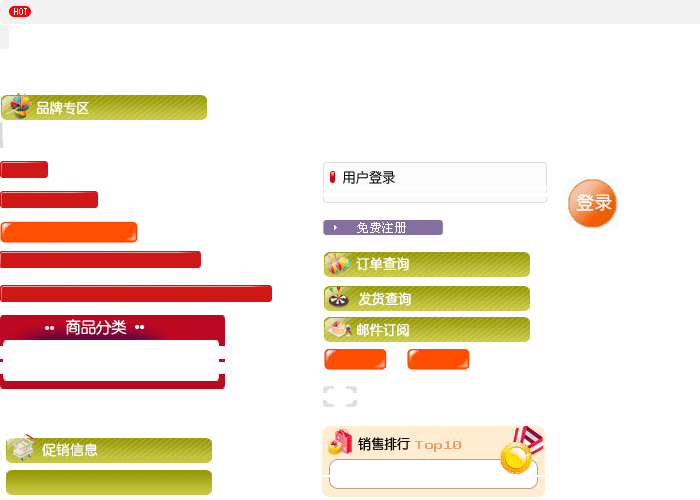 HOT
品牌专区
用户登录
登录
免费注册
订单查询
发货查询
商品分类
邮件订阅
销售排行 Top10
促销信息